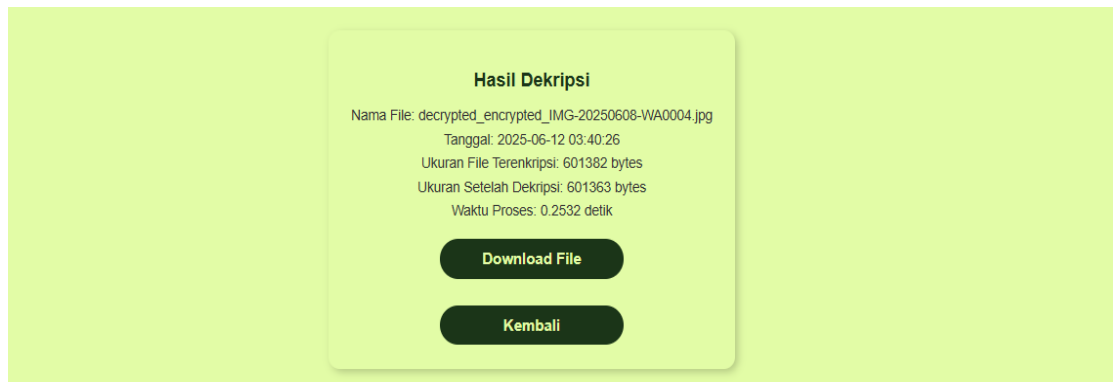 Hasil Dekripsi
Nama File: decrypted_encrypted_IMG-20250608-WA0004.jpg
Tanggal: 2025-06-12 03:40:26
Ukuran File Terenkripsi: 601382 bytes
Ukuran Setelah Dekripsi: 601363 bytes
Waktu Proses: 0.2532 detik
Download File
Kembali